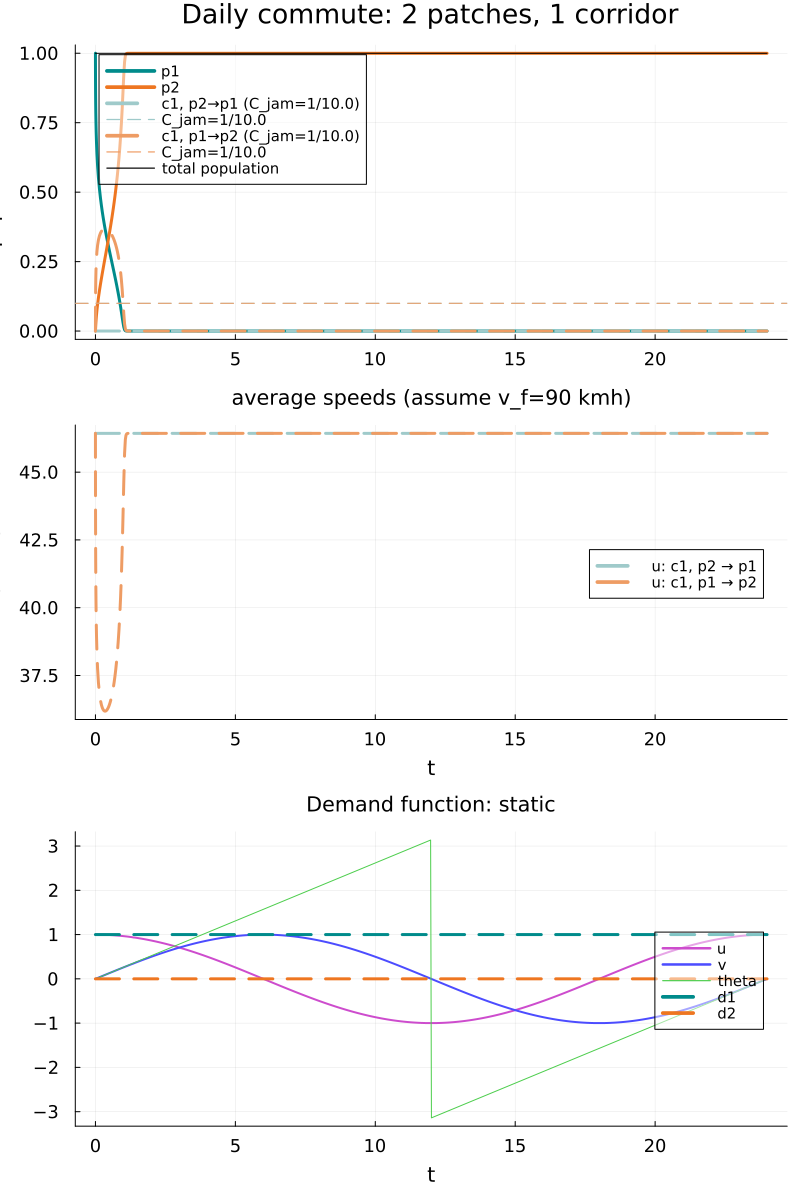 Daily commute: 2 patches, 1 corridor
1.00
0.75
0.50
0.25
0.00
p1
p2
c1, p2→p1 (C_jam=1/10.0)
C_jam=1/10.0
c1, p1→p2 (C_jam=1/10.0)
C_jam=1/10.0
total population
0 5 10 15 20
average speeds (assume v_f=90 kmh)
45.0
42.5
40.0
37.5
u: c1, p2 → p1
u: c1, p1 → p2
0 5 10 15 20
t
Demand function: static
3
2
1
0
−1
−2
−3
u
v
theta
d1
d2
0 5 10 15 20
t